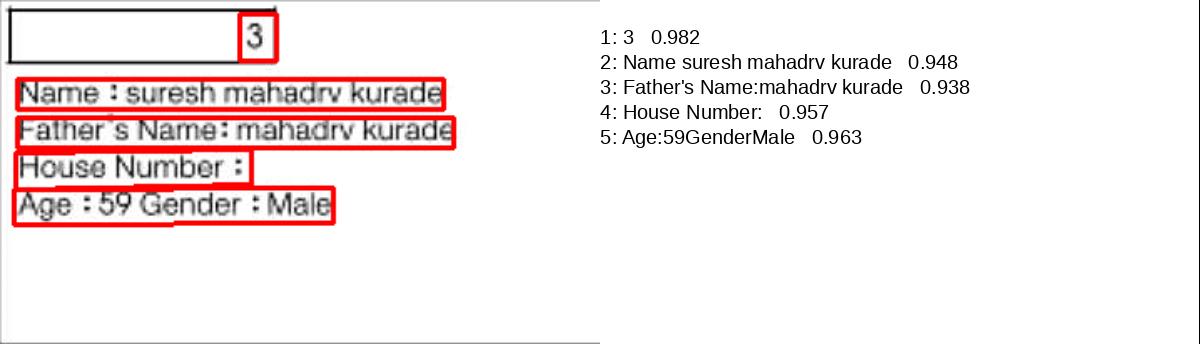 3
Name : suresh mahadrv kurade
Father's Name: mahadrv kurade
House Number :
Age : 59 Gender : Male
1: 3 0.982
2: Name suresh mahadrv kurade 0.948
3: Father's Name:mahadrv kurade 0.938
4: House Number: 0.957
5: Age:59GenderMale 0.963